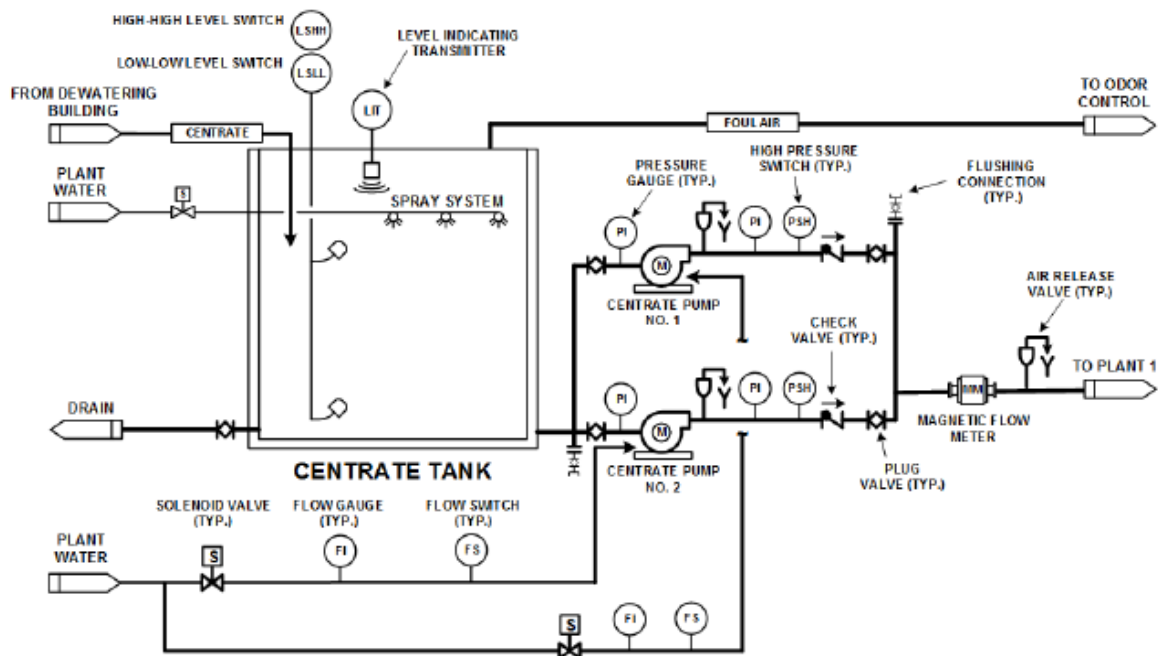 HIGH-HIGH LEVEL SWITCH
LSHH
LOW-LOW LEVEL SWITCH
LSLL
LEVEL INDICATING
TRANSMITTER
LIT
FROM DEWATERING
BUILDING
CENTRATE
TO ODOR
CONTROL
FOUL AIR
PLANT
WATER
S
SPRAY SYSTEM
PRESSURE
GAUGE (TYP.)
HIGH PRESSURE
SWITCH (TYP.)
FLUSHING
CONNECTION
(TYP.)
PI
M
PI
PSH
CENTRATE PUMP
NO. 1
AIR RELEASE
VALVE (TYP.)
CHECK
VALVE (TYP.)
TO PLANT 1
MM
MAGNETIC FLOW
METER
DRAIN
PI
M
PI
PSH
CENTRATE PUMP
NO. 2
PLUG
VALVE (TYP.)
CENTRATE TANK
SOLENOID VALVE
(TYP.)
FLOW GAUGE
(TYP.)
FLOW SWITCH
(TYP.)
PLANT
WATER
S
FI
FS
S
FI
FS